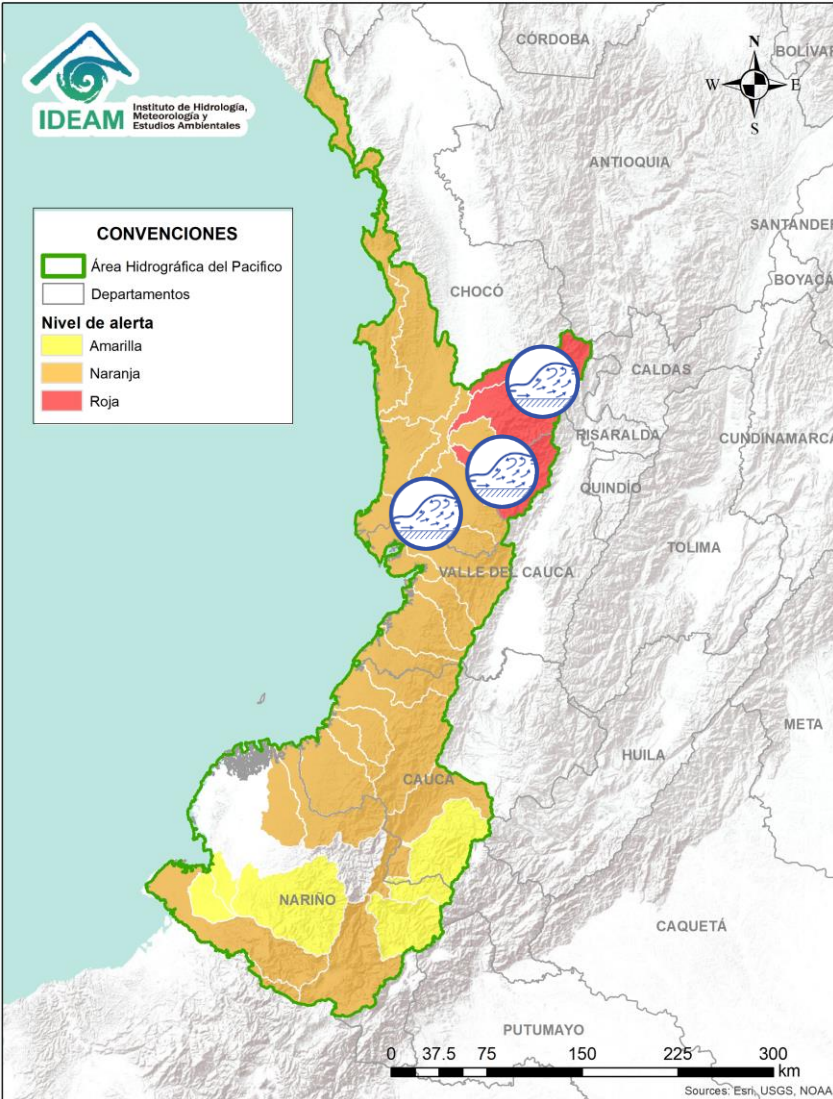 IDEAM
Instituto de Hidrología,
Meteorología y
Estudios Ambientales
CÓRDOBA
BOLÍVAR
N
W
E
S
ANTIOQUIA
SANTANDER
BOYACÁ
CONVENCIONES
Área Hidrográfica del Pacifico
Departamentos
Nivel de alerta
Amarilla
Naranja
Roja
CHOCÓ
CALDAS
RISARALDA
CUNDINAMARCA
QUINDÍO
TOLIMA
VALLE DEL CAUCA
META
HUILA
CAUCA
NARIÑO
CAQUETÁ
PUTUMAYO
0 37.5 75 150 225 300
km
Sources: Esri, USGS, NOAA